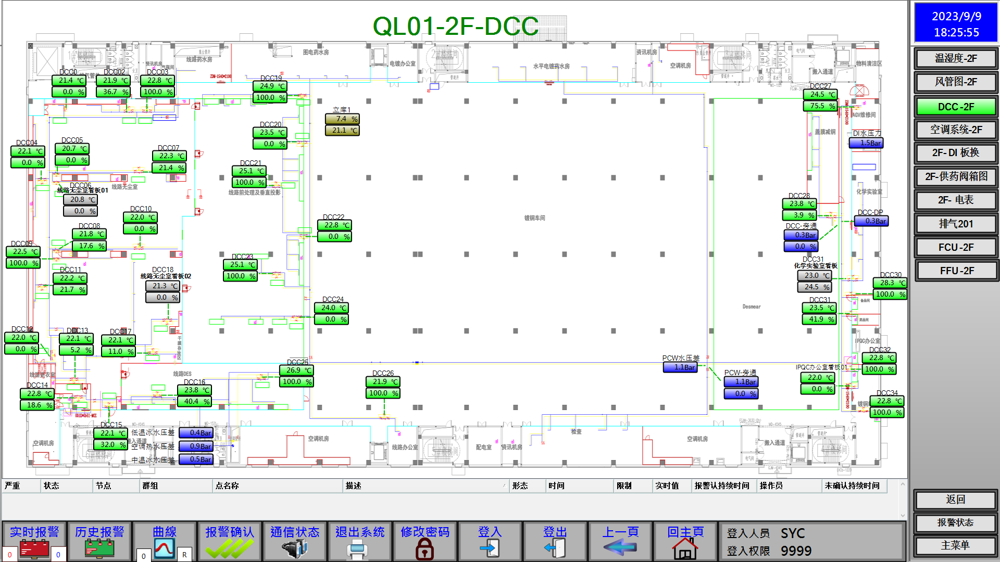 QL01-2F-DCC
2023/9/9
18:25:55
温湿度-2F
风管图-2F
DCC -2F
空调系统-2F
2F- DI 板换
2F-供药阀箱图
2F- 电表
排气201
FCU -2F
FFU -2F
返回
报警状态
主菜单
线路药水房
图电药水房
电镀办公室
水平电镀药水房
资讯机房
空调机房
搬入通道
物料清洁区
ZDM-1540*2100
DCC02
21.9 ℃
36.7 %
DCC03
22.8 ℃
100.0 %
21.4 ℃
0.0 %
DCC19
24.9 ℃
100.0 %
立库1
7.4 %
21.1 ℃
DCC27
24.5 ℃
75.5 %
AGV维修间
DCC20
23.5 ℃
0.0 %
盖膜减铜
DI水压力
1.5Bar
DCC04
22.1 ℃
0.0 %
DCC05
20.7 ℃
0.0 %
DCC07
22.3 ℃
21.4 %
DCC21
25.1 ℃
100.0 %
线路前处理及垂直投影
线路无尘室
DCC06
线路无尘室看板01
20.8 ℃
0.0 %
化学实验室
DCC28
23.8 ℃
3.9 %
DCC-DP
0.3Bar
DCC10
22.0 ℃
0.0 %
DCC22
22.8 ℃
0.0 %
镀铜车间
DCC-旁通
0.3Bar
0.0 %
DCC08
21.8 ℃
17.6 %
DCC09
22.5 ℃
100.0 %
DCC23
25.1 ℃
100.0 %
DCC31
化学实验室看板
23.0 ℃
24.5 %
DCC11
22.2 ℃
21.7 %
DCC18
线路无尘室看板02
21.3 ℃
0.0 %
DCC30
28.3 ℃
100.0 %
DCC24
24.0 ℃
0.0 %
Desmear
DCC31
23.5 ℃
41.9 %
DCC12
22.0 ℃
0.0 %
DCC13
22.1 ℃
5.2 %
DCC17
22.1 ℃
11.0 %
干膜存放区
IPQC办公室
DCC32
22.8 ℃
100.0 %
线路更衣室
线路DES
DCC25
26.9 ℃
100.0 %
DCC26
21.9 ℃
100.0 %
PCW水压差
1.1Bar
PCW-旁通
1.1Bar
0.0 %
IPQC办公室看板01
22.0 ℃
0.0 %
DCC14
22.8 ℃
18.6 %
DCC16
23.8 ℃
40.4 %
DCC34
22.8 ℃
100.0 %
DCC15
22.1 ℃
32.0 %
低温冰水压差
0.4Bar
空调热水压差
0.9Bar
中温冰水压差
0.5Bar
空调机房
搬入通道
空调机房
线路办公室
配电室
资讯机房
检查
空调机房
搬入通道
严重 状态 节点 群组 点名称 描述 形态 时间 限制 实时值 报警认持续时间 操作员 未确认持续时间
实时报警
0 0
历史报警
曲線
0 R
报警确认
通信状态
退出系统
修改密码
登入
登出
上一頁
回主頁
登入人员 SYC
登入权限 9999